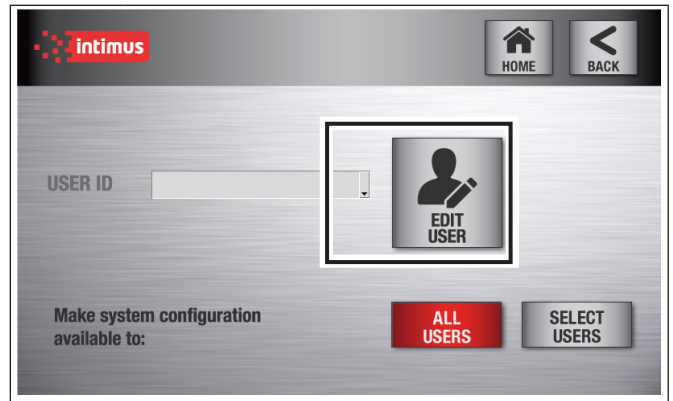 intimus
HOME
BACK
USER ID
EDIT
USER
Make system configuration
available to:
ALL
USERS
SELECT
USERS